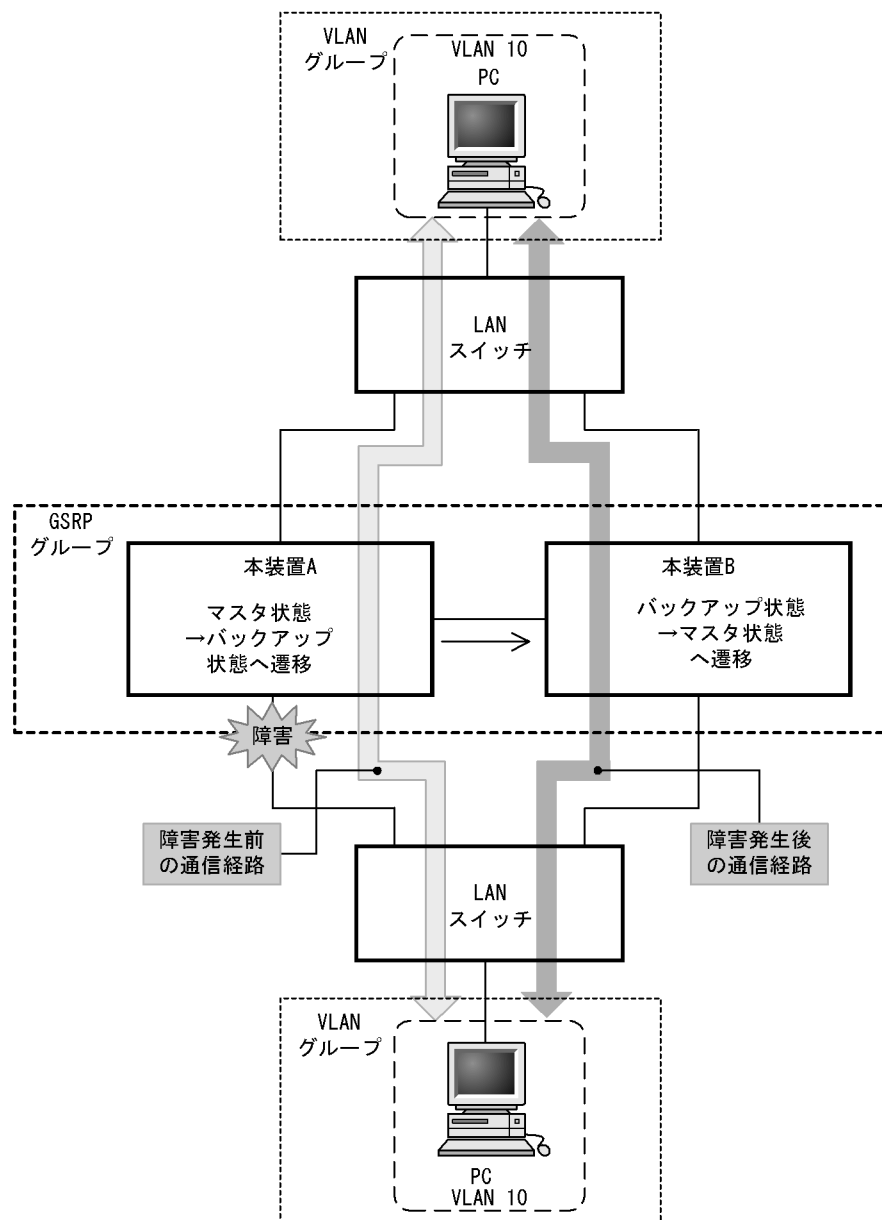 VLAN
グループ
VLAN 10
PC
LAN
スイッチ
GSRP
グループ
本装置A
マスタ状態
→バックアップ
状態へ遷移
本装置B
バックアップ状態
→マスタ状態
へ遷移
障害
障害発生前
の通信経路
障害発生後
の通信経路
LAN
スイッチ
VLAN
グループ
PC
VLAN 10